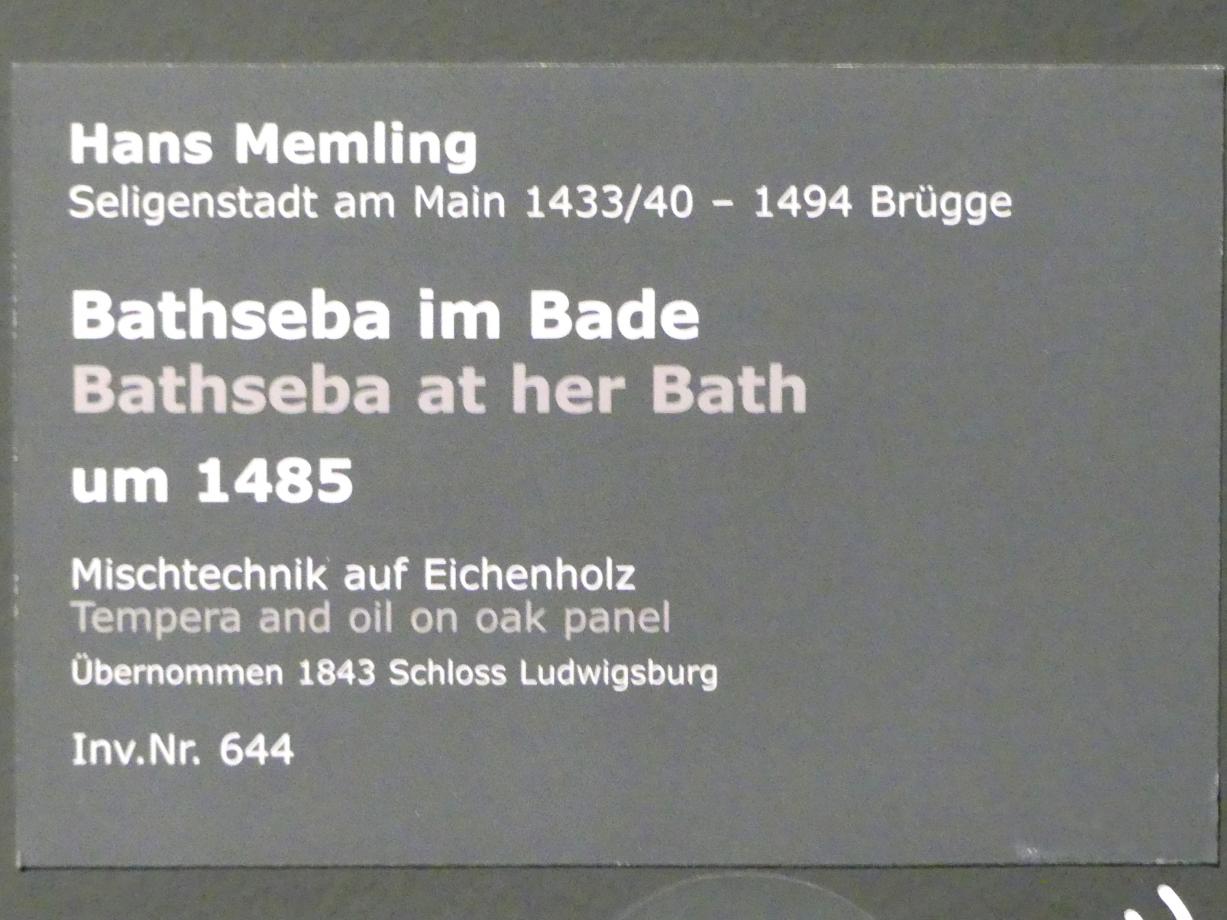 Hans Memling
Seligenstadt am Main 1433/40 – 1494 Brügge
Bathseba im Bade
Bathseba at her Bath
um 1485
Mischtechnik auf Eichenholz
Tempera and oil on oak panel
Übernommen 1843 Schloss Ludwigsburg
Inv.Nr. 644